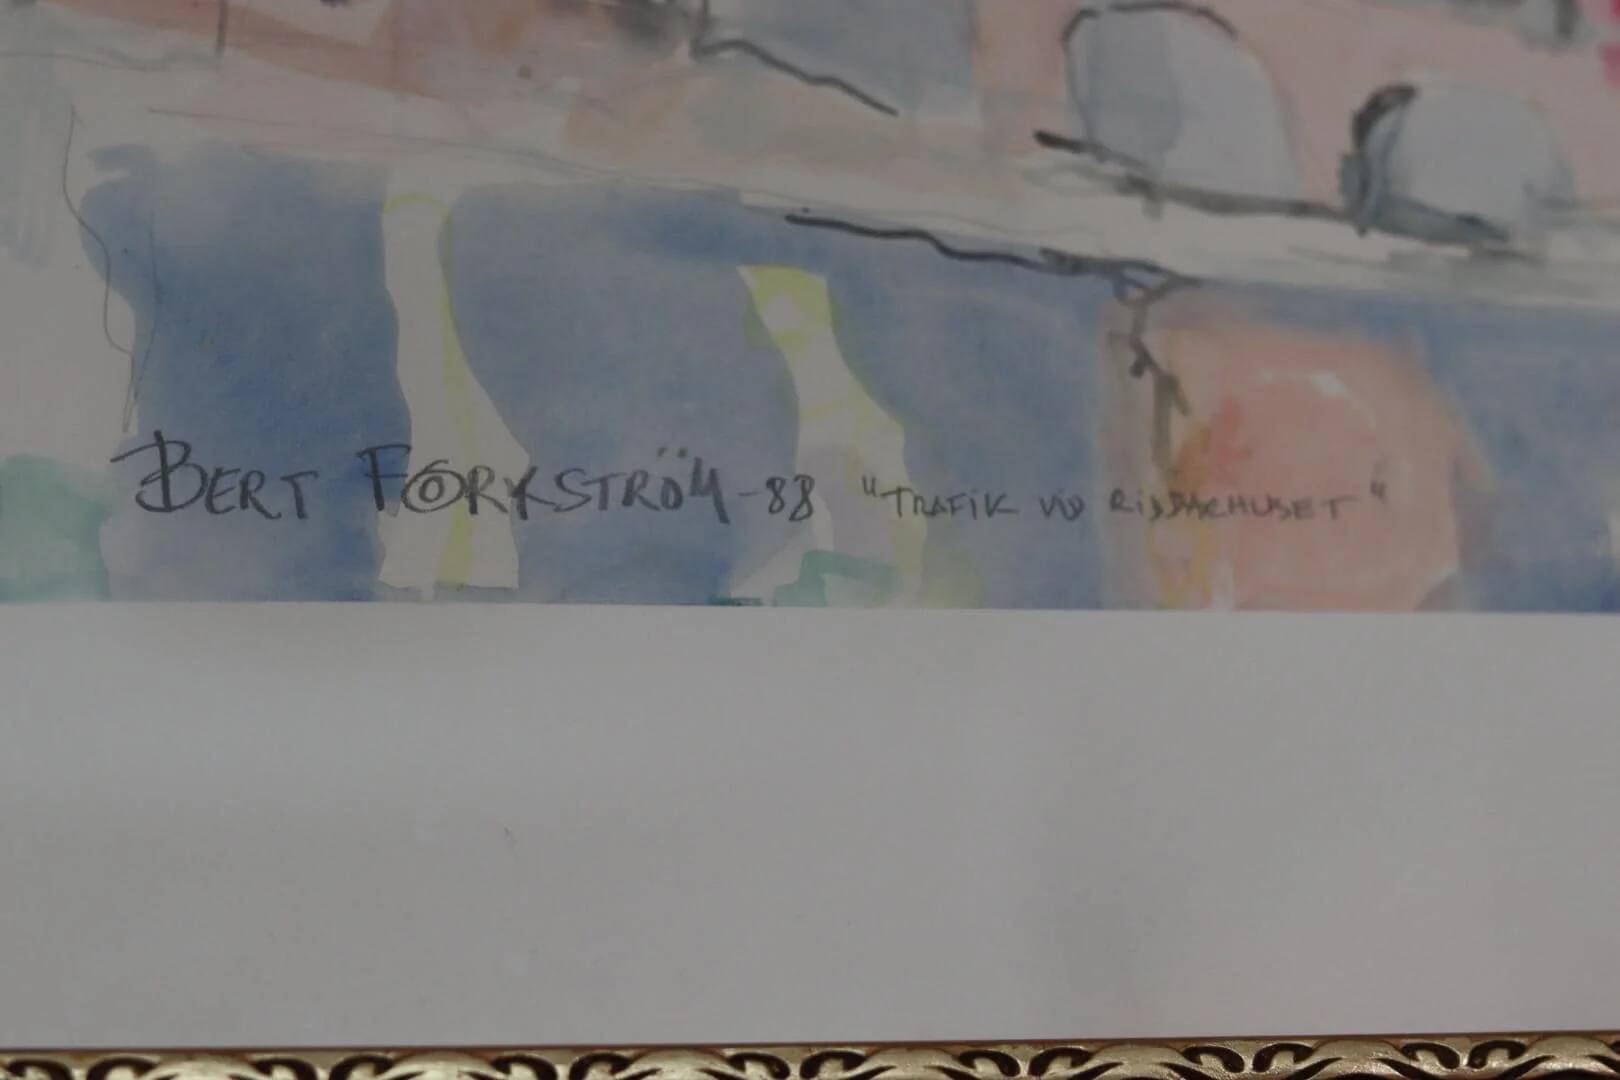 BERT FORKSTRÖM -88 "TRAFIK VID RIDDARHUSET"